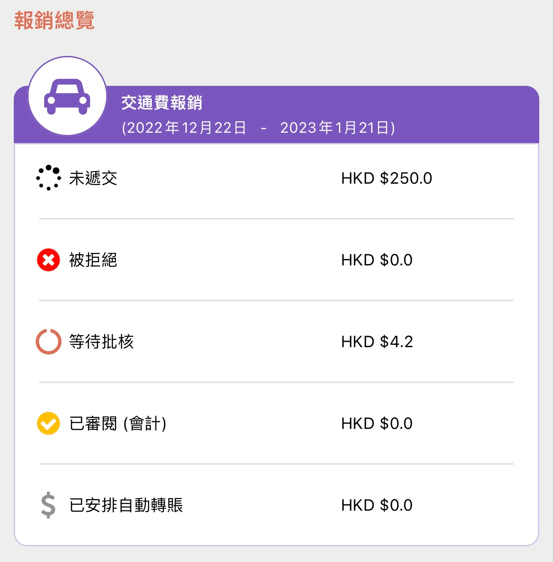 報銷總覽
交通費報銷
(2022年12月22日 - 2023年1月21日)
未遞交 HKD $250.0
被拒絕 HKD $0.0
等待批核 HKD $4.2
已審閱 (會計) HKD $0.0
已安排自動轉賬 HKD $0.0